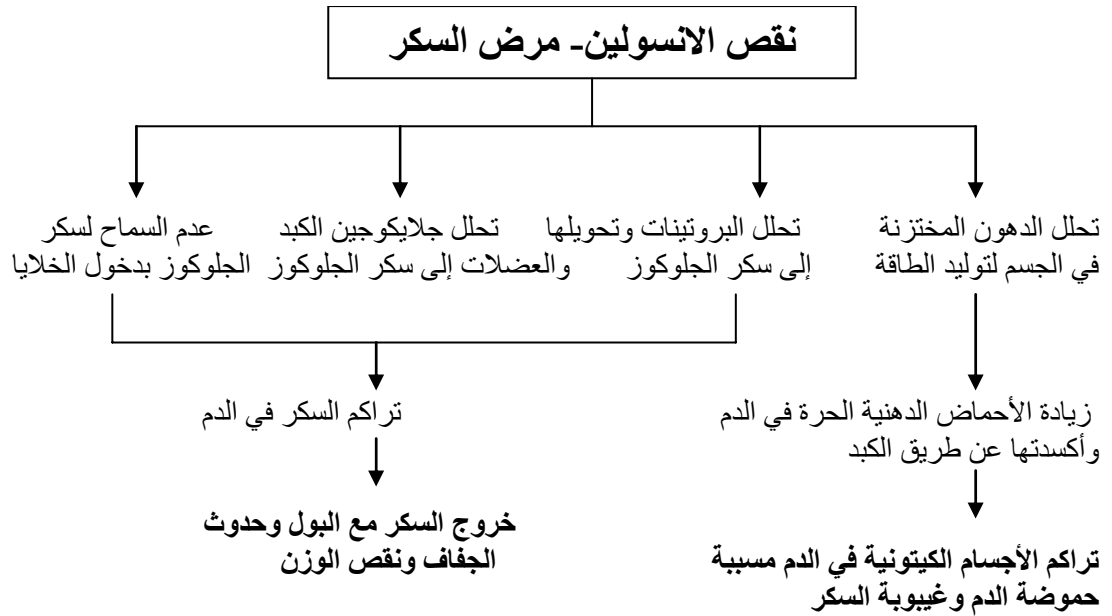 نقص الانسولين- مرض السكر
تحلل الدهون المختزنة
في الجسم لتوليد الطاقة
تحلل البروتينات وتحويلها
إلى سكر الجلوكوز
تحلل جلايكوجين الكبد
والعضلات إلى سكر الجلوكوز
عدم السماح لسكر
الجلوكوز بدخول الخلايا
زيادة الأحماض الدهنية الحرة في الدم
وأكسدتها عن طريق الكبد
تراكم السكر في الدم
تراكم الأجسام الكيتونية في الدم مسببة
حموضة الدم وغيبوبة السكر
خروج السكر مع البول وحدوث
الجفاف ونقص الوزن